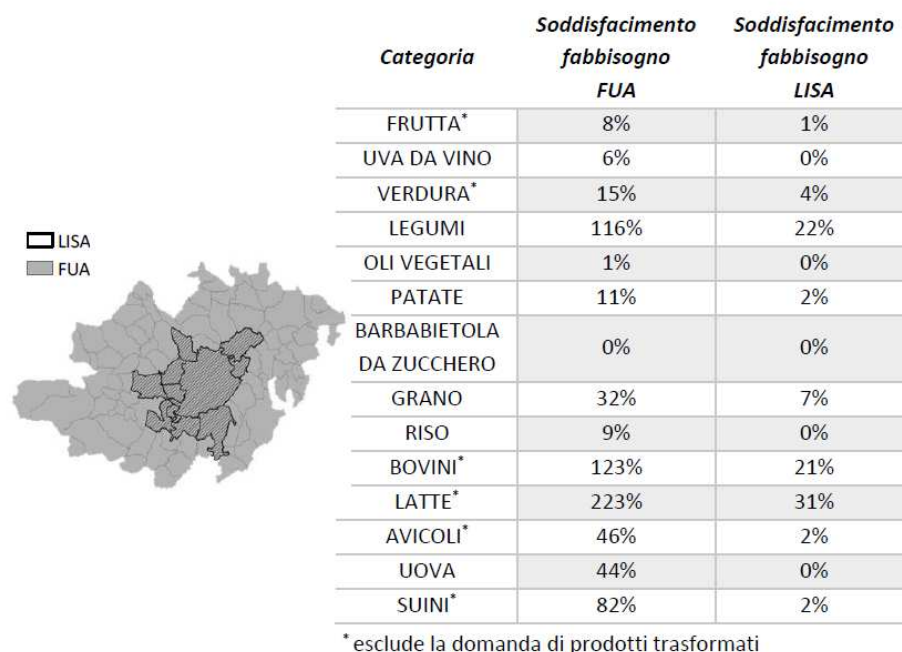 Categoria
Soddisfacimento
fabbisogno
FUA
Soddisfacimento
fabbisogno
LISA
FRUTTA* 8% 1%
UVA DA VINO 6% 0%
VERDURA* 15% 4%
LEGUMI 116% 22%
OLI VEGETALI 1% 0%
PATATE 11% 2%
BARBABIETOLA
DA ZUCCHERO 0% 0%
GRANO 32% 7%
RISO 9% 0%
BOVINI* 123% 21%
LATTE* 223% 31%
AVICOLI* 46% 2%
UOVA 44% 0%
SUINI* 82% 2%
* esclude la domanda di prodotti trasformati
LISA
FUA